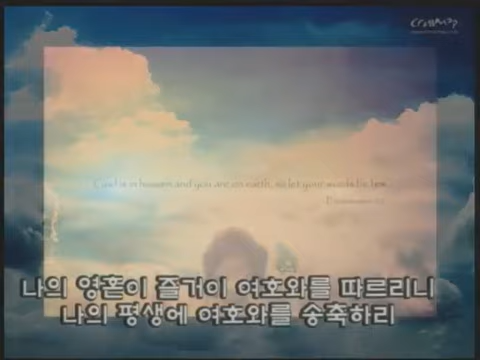 God is in heaven and you are on earth, so let your words be few.
나의 영혼이 즐거이 여호와를 따르리니
나의 평생에 여호와를 송축하리